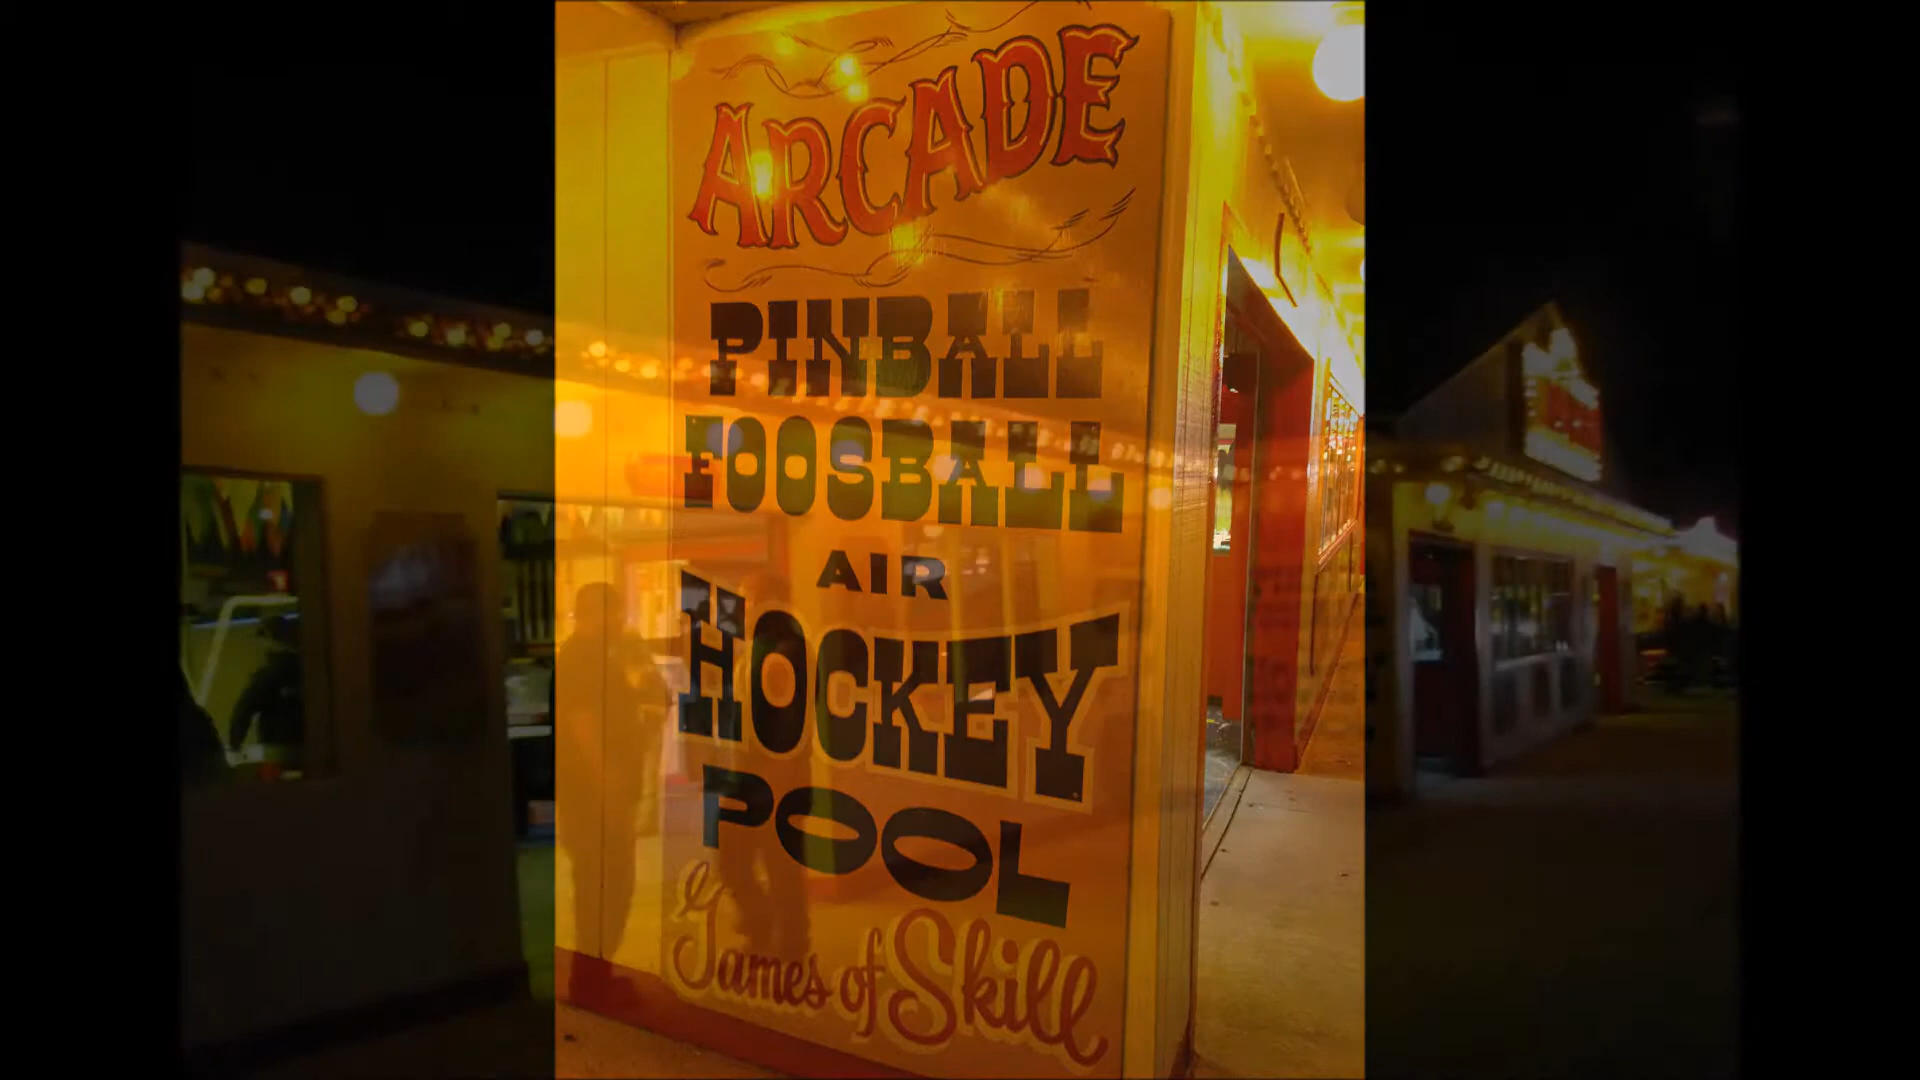 ARCADE
PINBALL
FOOSBALL
AIR
HOCKEY
POOL
Games of Skill